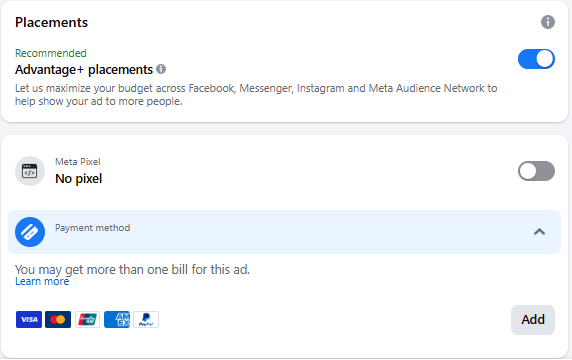 Placements
Recommended
Advantage+ placements
Let us maximize your budget across Facebook, Messenger, Instagram and Meta Audience Network to
help show your ad to more people.
Meta Pixel
No pixel
Payment method
You may get more than one bill for this ad.
Learn more
VISA
AM
EX
PayPal
Add